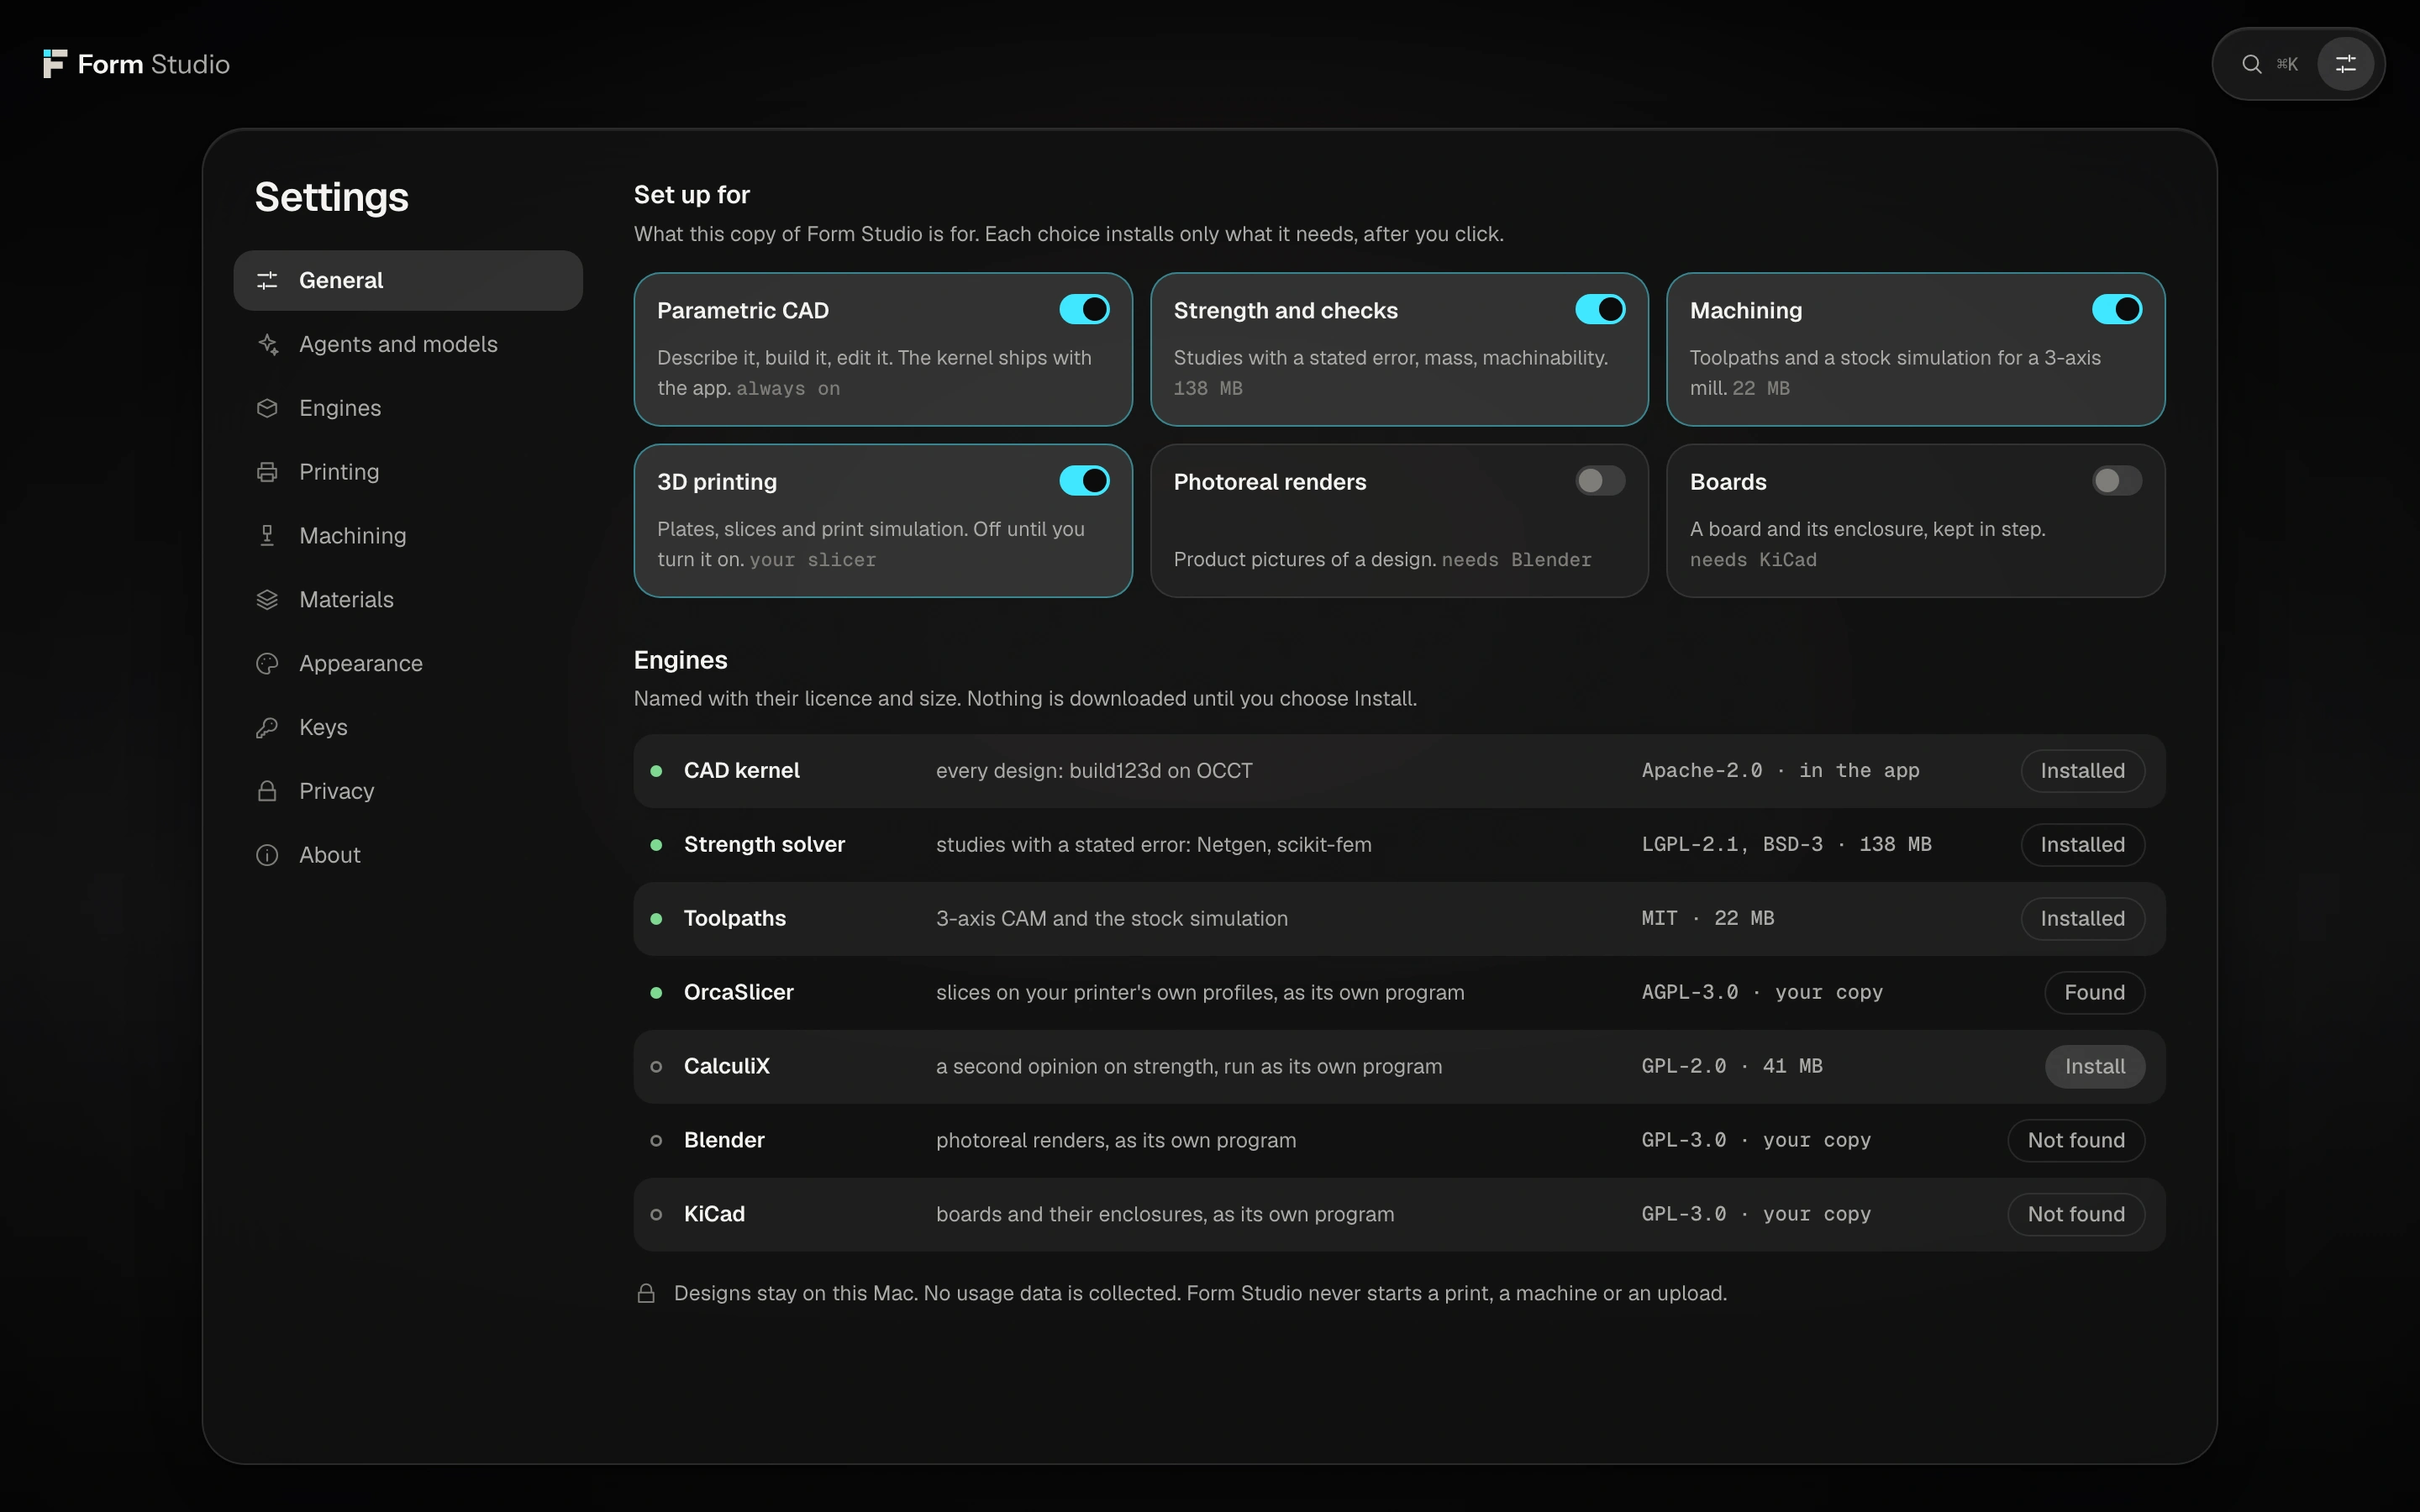 Form Studio
⌘K
Settings
General
Agents and models
Engines
Printing
Machining
Materials
Appearance
Keys
Privacy
About
Set up for
What this copy of Form Studio is for. Each choice installs only what it needs, after you click.
Parametric CAD
Describe it, build it, edit it. The kernel ships with
the app. always on
Strength and checks
Studies with a stated error, mass, machinability.
138 MB
Machining
Toolpaths and a stock simulation for a 3-axis
mill. 22 MB
3D printing
Plates, slices and print simulation. Off until you
turn it on. your slicer
Photoreal renders
Product pictures of a design. needs Blender
Boards
A board and its enclosure, kept in step.
needs KiCad
Engines
Named with their licence and size. Nothing is downloaded until you choose Install.
CAD kernel every design: build123d on OCCT Apache-2.0 · in the app Installed
Strength solver studies with a stated error: Netgen, scikit-fem LGPL-2.1, BSD-3 · 138 MB Installed
Toolpaths 3-axis CAM and the stock simulation MIT · 22 MB Installed
OrcaSlicer slices on your printer's own profiles, as its own program AGPL-3.0 · your copy Found
CalculiX a second opinion on strength, run as its own program GPL-2.0 · 41 MB Install
Blender photoreal renders, as its own program GPL-3.0 · your copy Not found
KiCad boards and their enclosures, as its own program GPL-3.0 · your copy Not found
Designs stay on this Mac. No usage data is collected. Form Studio never starts a print, a machine or an upload.